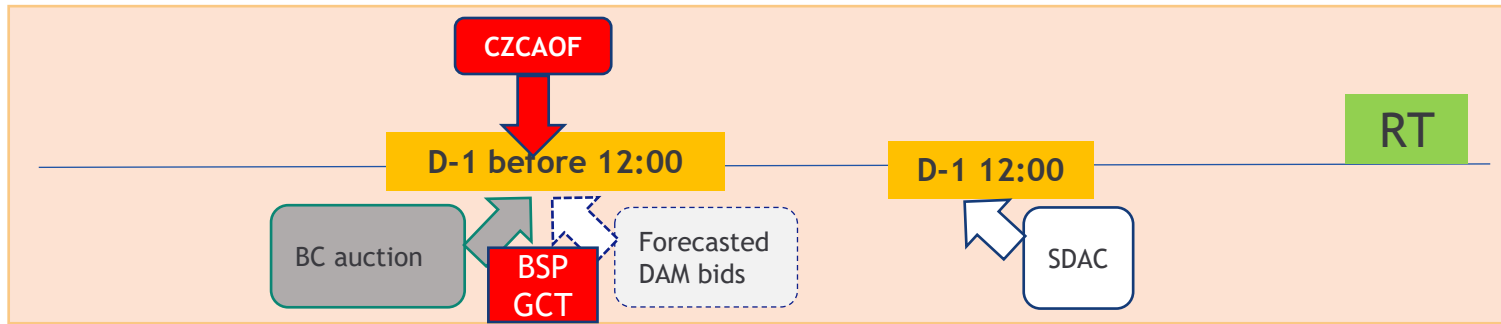 CZCAOF
RT
D-1 before 12:00
D-1 12:00
BC auction
BSP
GCT
Forecasted
DAM bids
SDAC